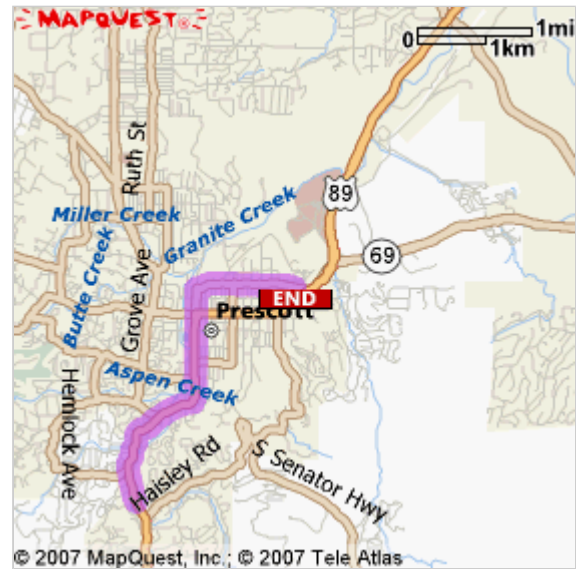 MAPQUEST®
1mi
0
1km
Ruth St
89
Miller Creek
Granite Creek
69
Butte Creek
Grove Ave
END
Prescott
Aspen Creek
Hemlock Ave
Haisley Rd
S Senator Hwy
© 2007 MapQuest, Inc.; © 2007 Tele Atlas